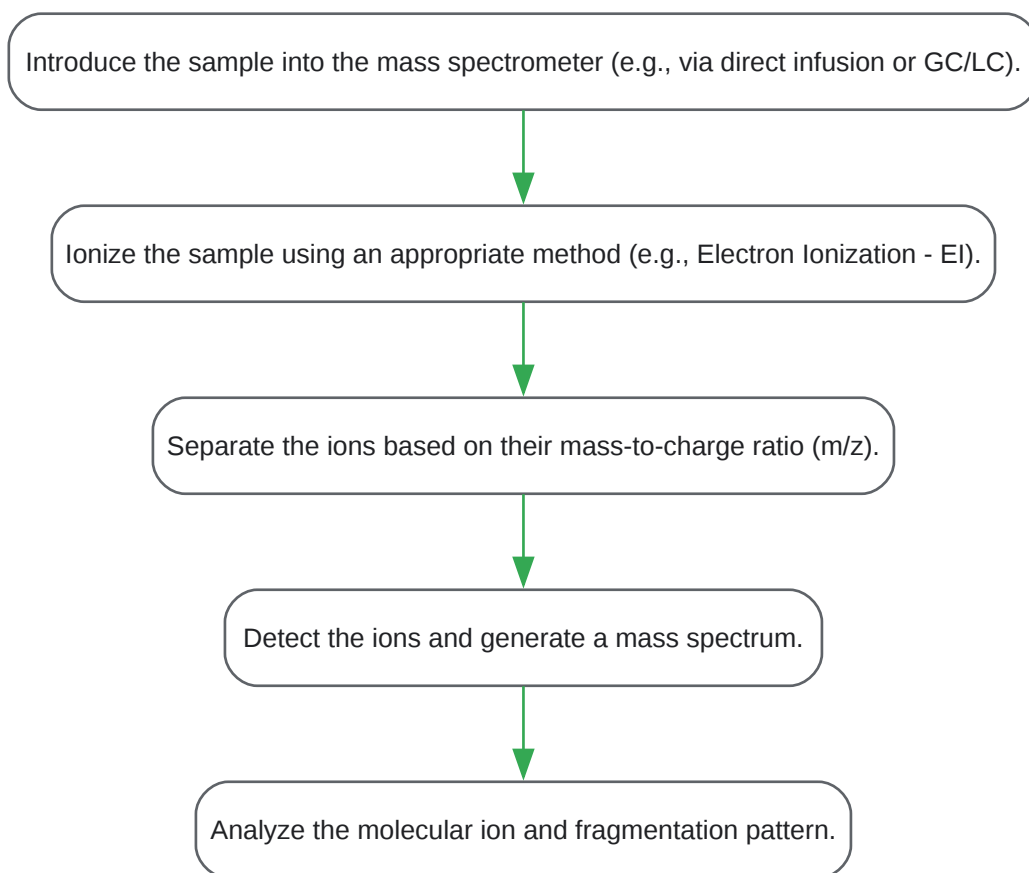 Introduce the sample into the mass spectrometer (e.g., via direct infusion or GC/LC).
Ionize the sample using an appropriate method (e.g., Electron Ionization - EI).
Separate the ions based on their mass-to-charge ratio (m/z).
Detect the ions and generate a mass spectrum.
Analyze the molecular ion and fragmentation pattern.